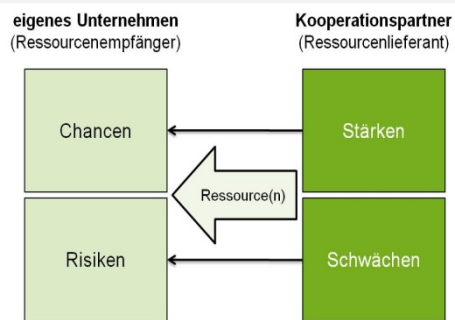 eigenes Unternehmen
(Ressourcenempfänger)
Kooperationspartner
(Ressourcenlieferant)
Chancen
Stärken
Ressource(n)
Risiken
Schwächen